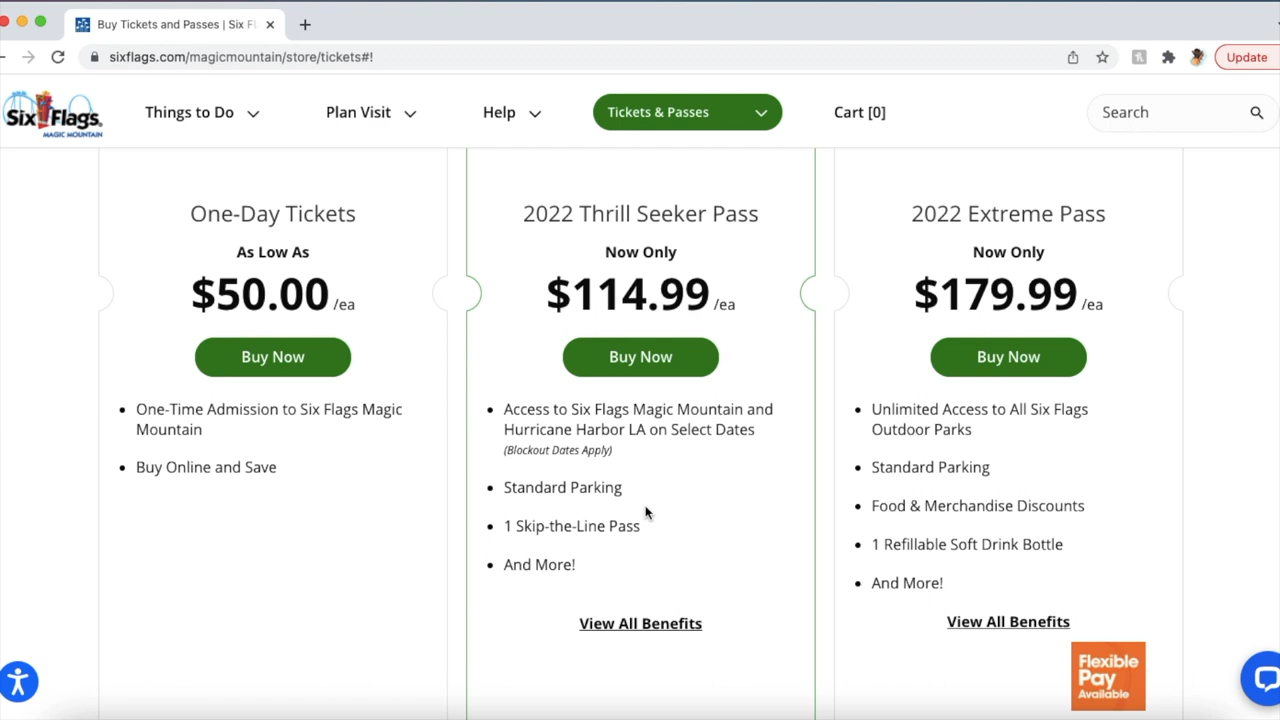 Buy Tickets and Passes | Six Fl
sixflags.com/magicmountain/store/tickets#!
Update
Six Flags
MAGIC MOUNTAIN
Things to Do
Plan Visit
Help
Tickets & Passes
Cart [0]
Search
One-Day Tickets
As Low As
$50.00 /ea
Buy Now
One-Time Admission to Six Flags Magic
Mountain
Buy Online and Save
2022 Thrill Seeker Pass
Now Only
$114.99 /ea
Buy Now
Access to Six Flags Magic Mountain and
Hurricane Harbor LA on Select Dates
(Blockout Dates Apply)
Standard Parking
1 Skip-the-Line Pass
And More!
View All Benefits
2022 Extreme Pass
Now Only
$179.99 /ea
Buy Now
Unlimited Access to All Six Flags
Outdoor Parks
Standard Parking
Food & Merchandise Discounts
1 Refillable Soft Drink Bottle
And More!
View All Benefits
Flexible
Pay
Available